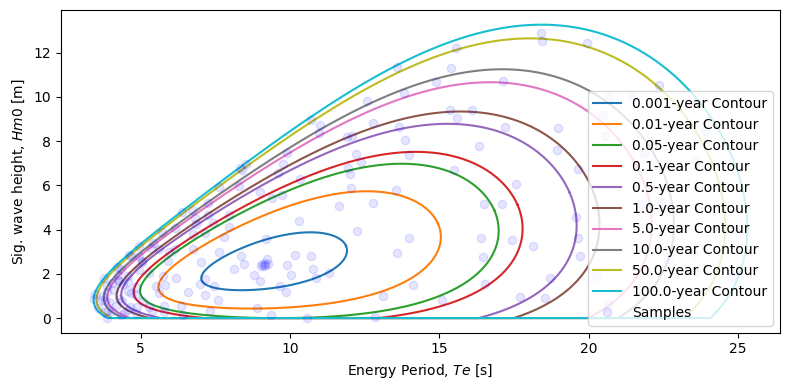 12
10
8
6
4
2
0
Sig. wave height, Hm0 [m]
5
10
15
20
25
Energy Period, Te [s]
0.001-year Contour
0.01-year Contour
0.05-year Contour
0.1-year Contour
0.5-year Contour
1.0-year Contour
5.0-year Contour
10.0-year Contour
50.0-year Contour
100.0-year Contour
Samples